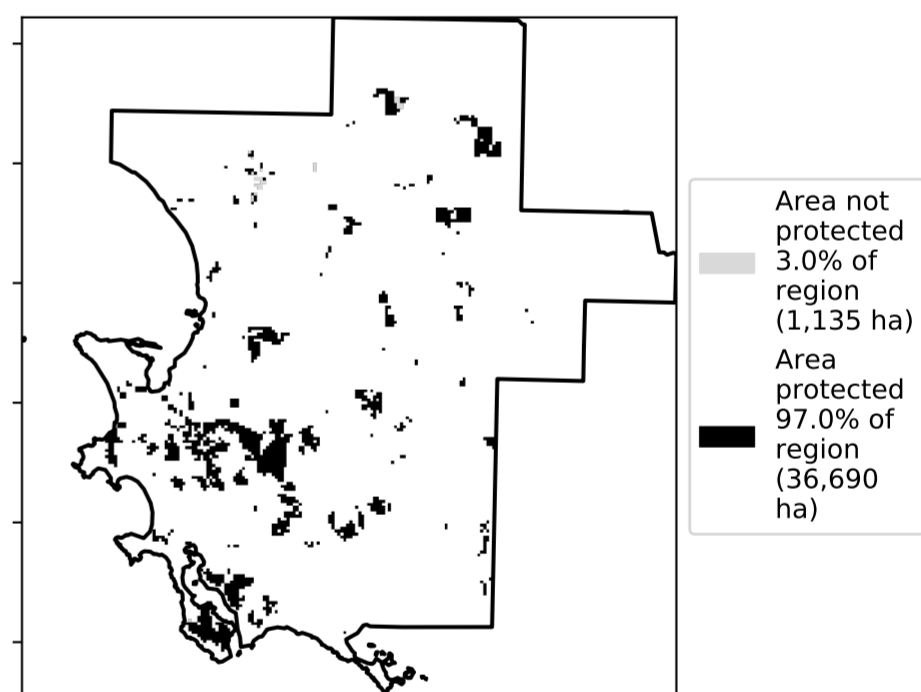 Area not
protected
3.0% of
region
(1,135 ha)
Area
protected
97.0% of
region
(36,690
ha)